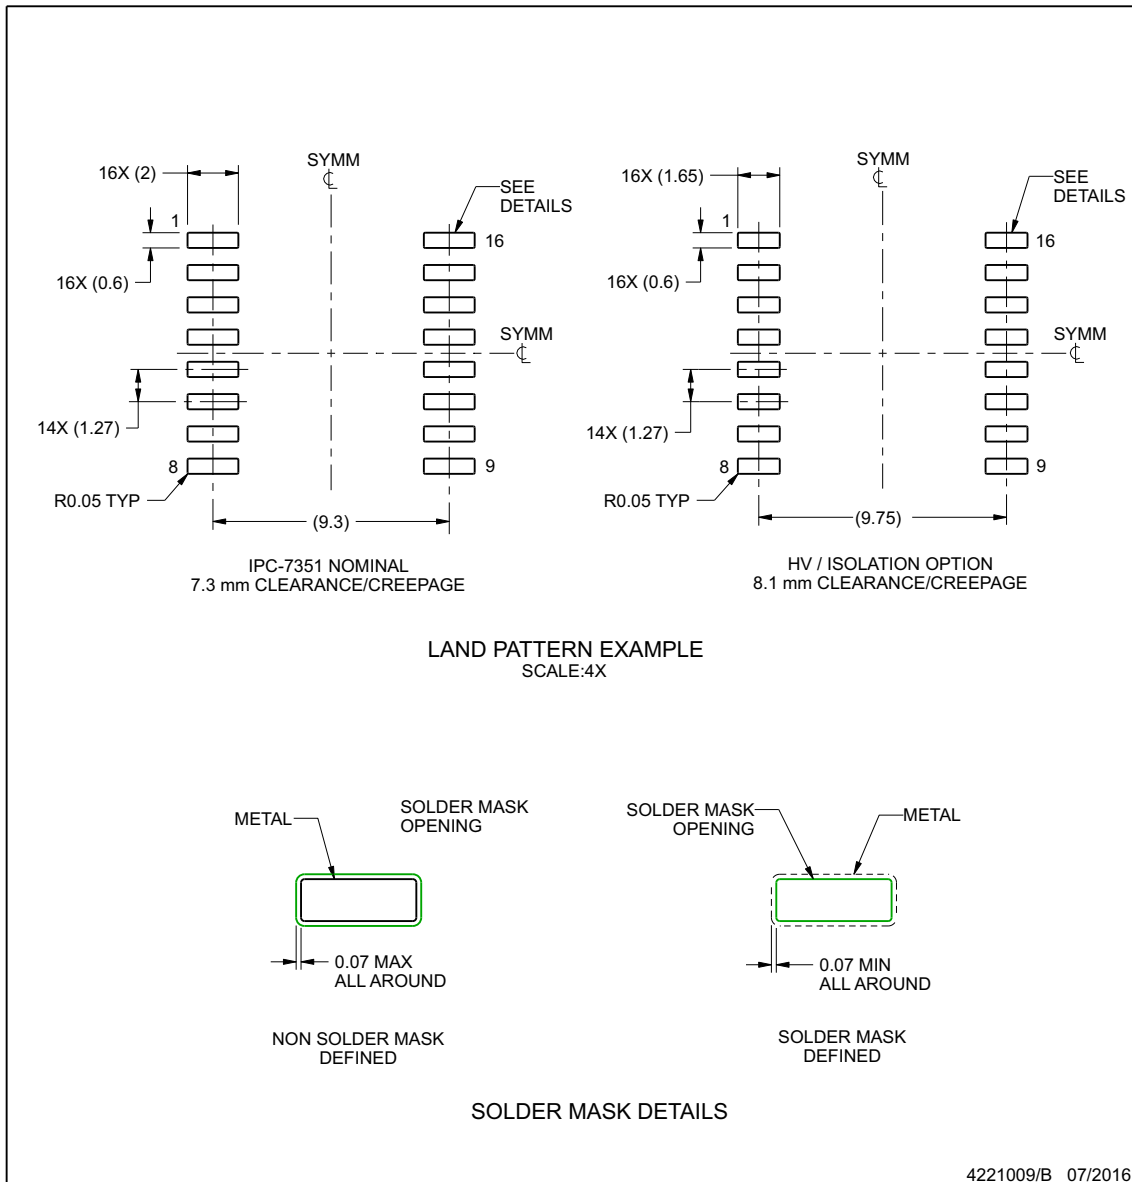 16X (2)
SYMM
℄
SEE
DETAILS
1
16
16X (0.6)
SYMM
℄
14X (1.27)
8
9
R0.05 TYP
(9.3)
IPC-7351 NOMINAL
7.3 mm CLEARANCE/CREEPAGE
16X (1.65)
SYMM
℄
SEE
DETAILS
1
16
16X (0.6)
SYMM
℄
14X (1.27)
8
9
R0.05 TYP
(9.75)
HV / ISOLATION OPTION
8.1 mm CLEARANCE/CREEPAGE
LAND PATTERN EXAMPLE
SCALE:4X
METAL
SOLDER MASK
OPENING
0.07 MAX
ALL AROUND
NON SOLDER MASK
DEFINED
SOLDER MASK
OPENING
METAL
0.07 MIN
ALL AROUND
SOLDER MASK
DEFINED
SOLDER MASK DETAILS
4221009/B 07/2016